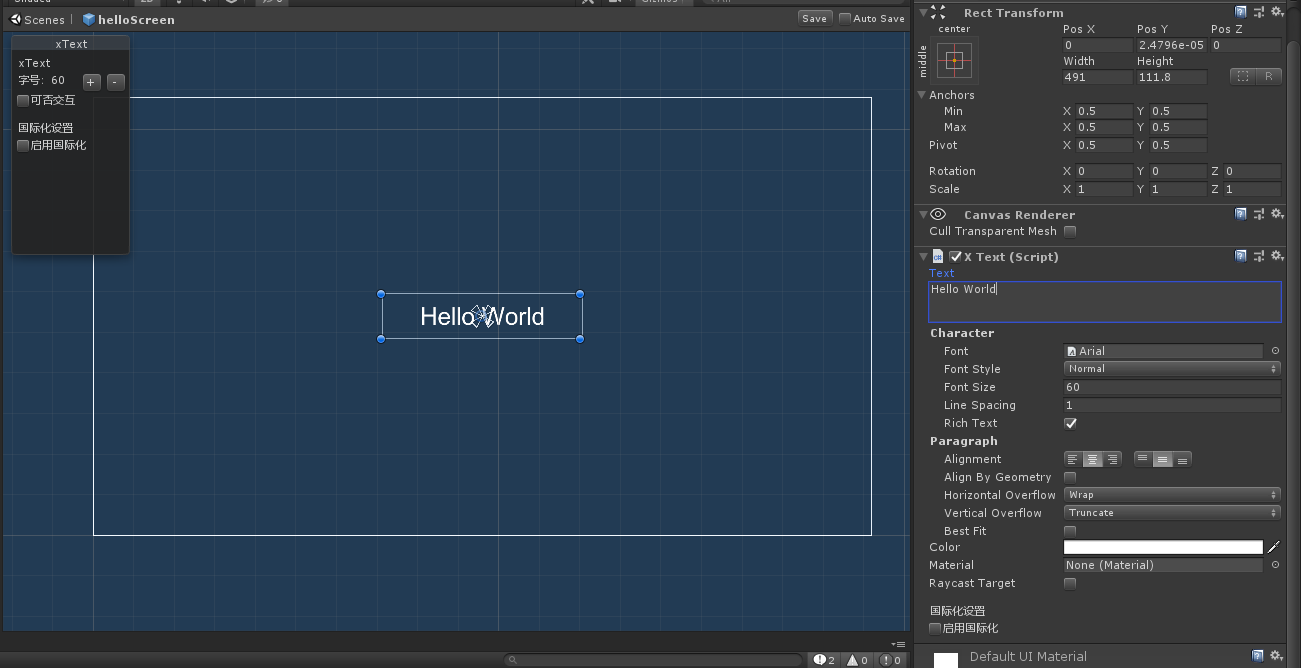 Scenes
helloScreen
Save
Auto Save
xText
xText
字号: 60
+
-
可否交互
国际化设置
启用国际化
Hello World
2
0
0
Rect Transform
center
middle
Pos X
Pos Y
Pos Z
0
2.4796e-05
0
Width
Height
491
111.8
R
Anchors
Min
X 0.5
Y 0.5
Max
X 0.5
Y 0.5
Pivot
X 0.5
Y 0.5
Rotation
X 0
Y 0
Z 0
Scale
X 1
Y 1
Z 1
Canvas Renderer
Cull Transparent Mesh
X Text (Script)
Text
Hello World
Character
Font
Arial
Font Style
Normal
Font Size
60
Line Spacing
1
Rich Text
Paragraph
Alignment
Align By Geometry
Horizontal Overflow
Wrap
Vertical Overflow
Truncate
Best Fit
Color
Material
None (Material)
Raycast Target
国际化设置
启用国际化
Default UI Material